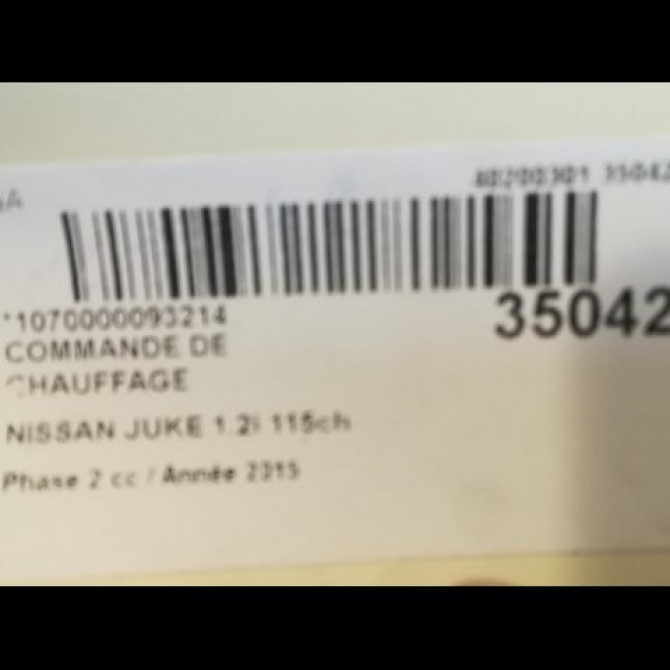 40200301 35042
*1070000093214
35042
COMMANDE DE
CHAUFFAGE
NISSAN JUKE 1.2i 115ch
Phase 2 cc / Année 2015